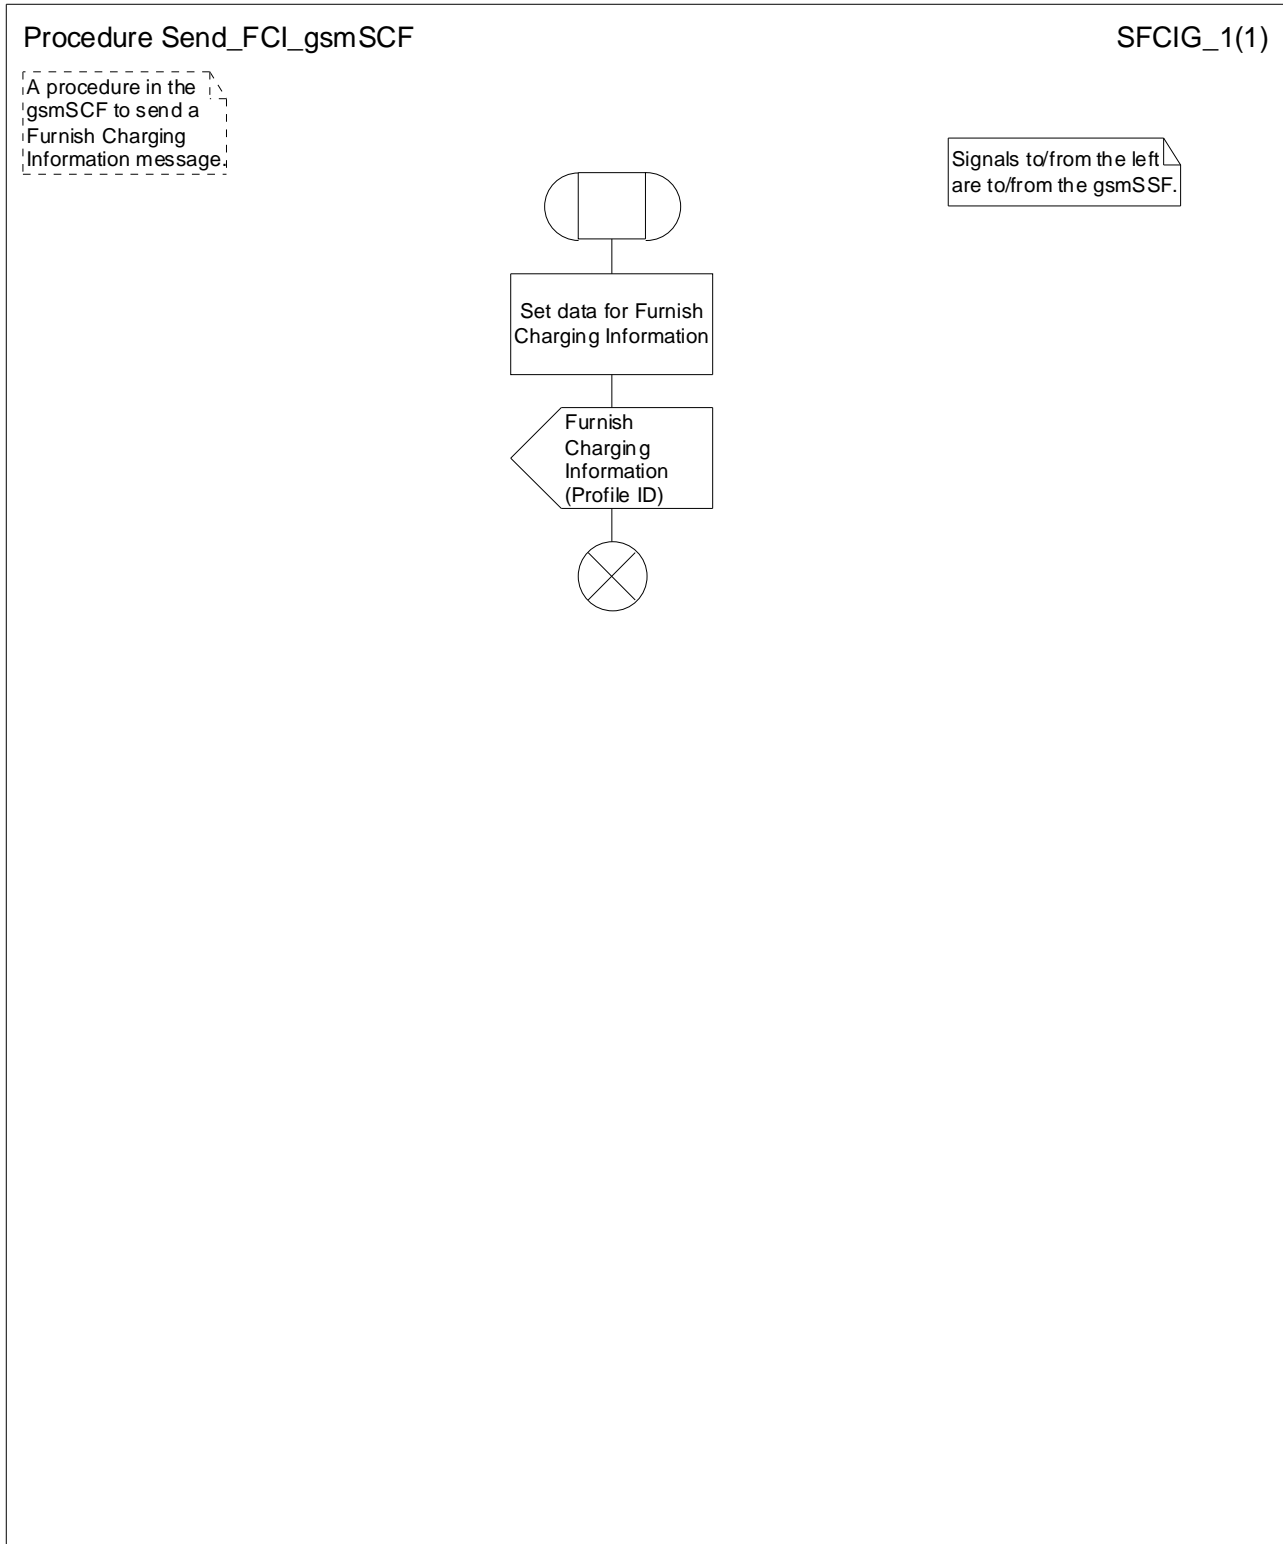 Procedure Send_FCI_gsmSCF
SFCIG_1(1)
A procedure in the
gsmSCF to send a
Furnish Charging
Information message.
Signals to/from the left
are to/from the gsmSSF.
Set data for Furnish
Charging Information
Furnish
Charging
Information
(Profile ID)